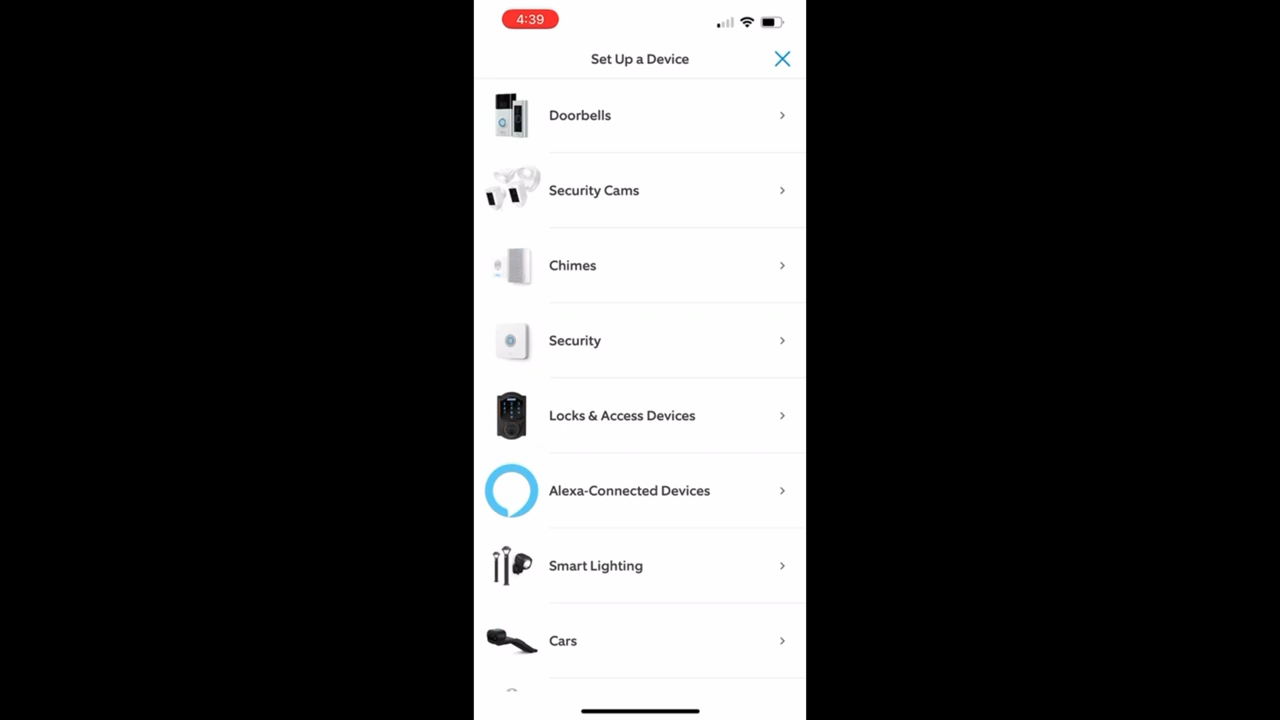 4:39
Set Up a Device
Doorbells
Security Cams
Chimes
Security
Locks & Access Devices
Alexa-Connected Devices
Smart Lighting
Cars